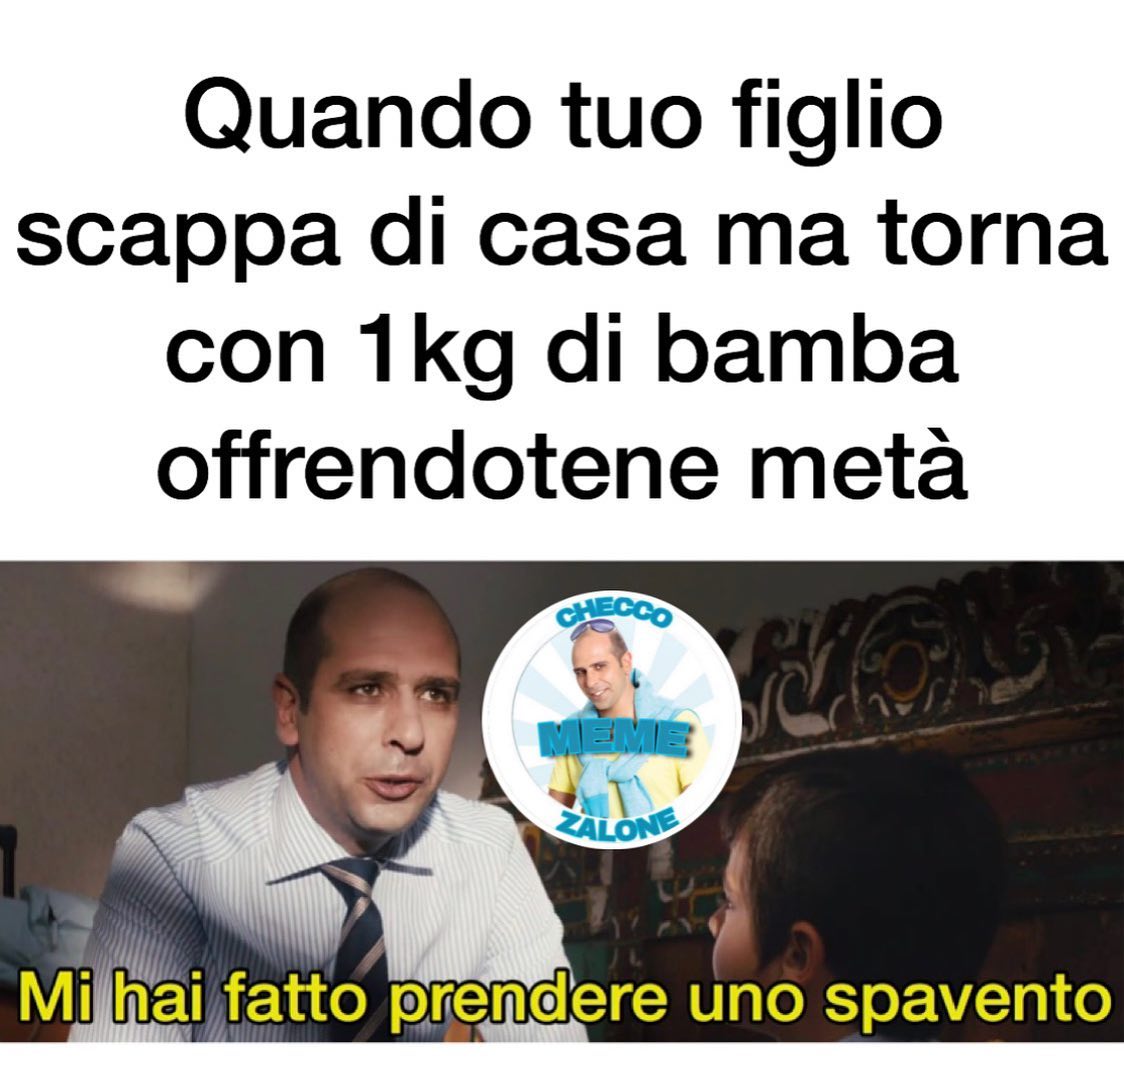 Quando tuo figlio
scappa di casa ma torna
con 1kg di bamba
offrendotene metà
CHECCO
MEME
ZALONE
Mi hai fatto prendere uno spavento